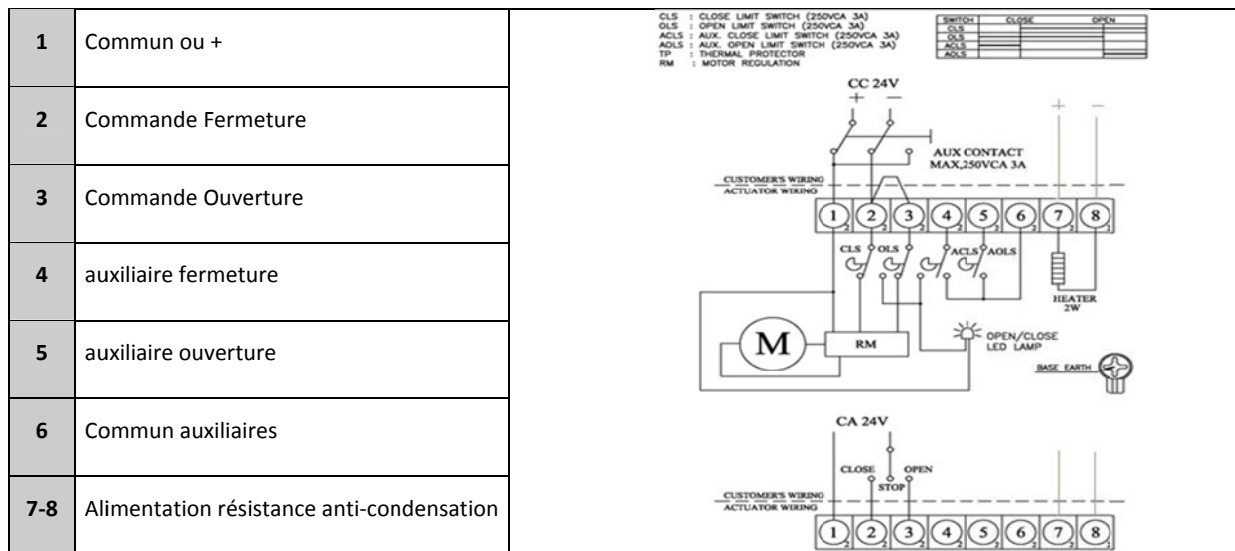 1 Commun ou +
2 Commande Fermeture
3 Commande Ouverture
4 auxiliaire fermeture
5 auxiliaire ouverture
6 Commun auxiliaires
7-8 Alimentation résistance anti-condensation
CLS : CLOSE LIMIT SWITCH (250VCA 3A)
OLS : OPEN LIMIT SWITCH (250VCA 3A)
ACLS : AUX. CLOSE LIMIT SWITCH (250VCA 3A)
AOLS : AUX. OPEN LIMIT SWITCH (250VCA 3A)
TP : THERMAL PROTECTOR
RM : MOTOR REGULATION
SWITCH CLOSE OPEN
CLS
OLS
ACLS
AOLS
CC 24V
+ − + −
AUX CONTACT
MAX,250VCA 3A
CUSTOMER'S WIRING
ACTUATOR WIRING
1 2 3 4 5 6 7 8
CLS OLS ACLS AOLS
HEATER
2W
M RM
OPEN/CLOSE
LED LAMP
BASE EARTH
CA 24V
CLOSE OPEN
STOP
CUSTOMER'S WIRING
ACTUATOR WIRING
1 2 3 4 5 6 7 8